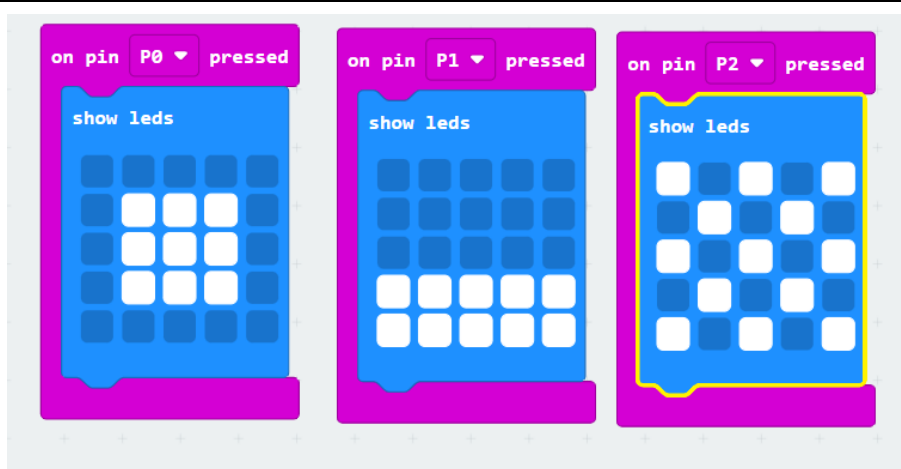 on pin P0 pressed
show leds
on pin P1 pressed
show leds
on pin P2 pressed
show leds